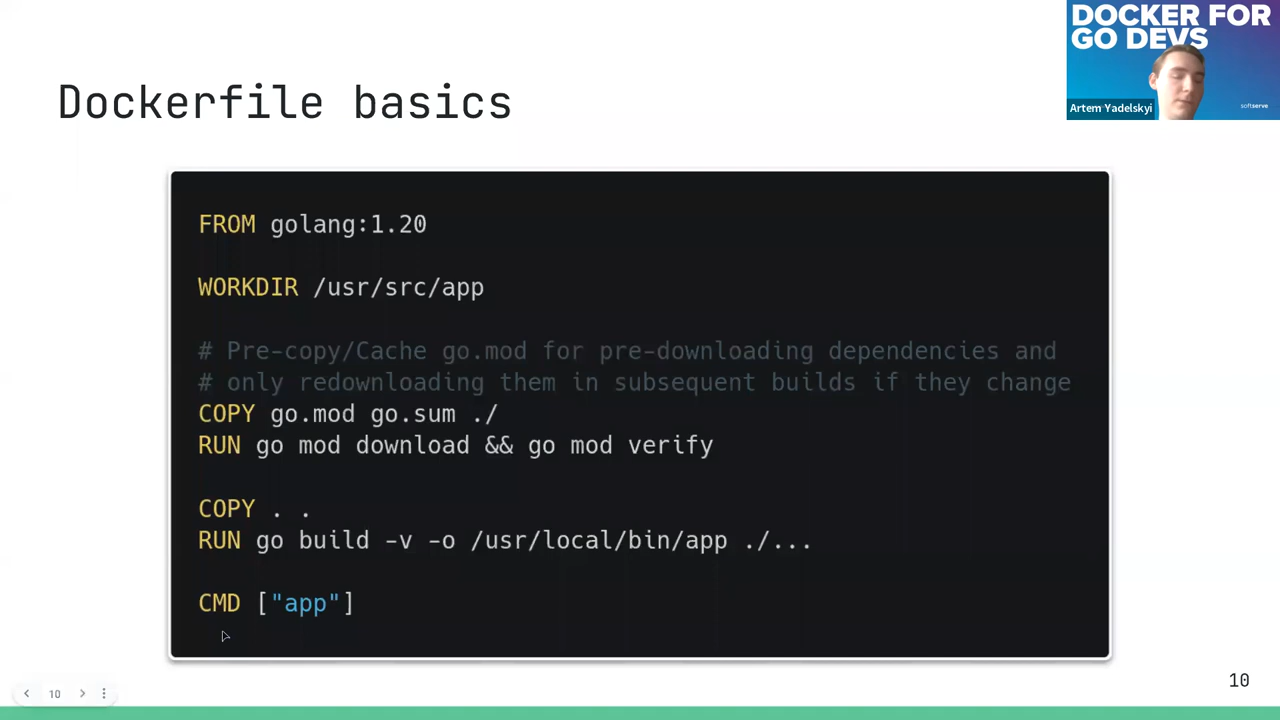 DOCKER FOR
GO DEVS
Artem Yadelskyi
softserve
Dockerfile basics
FROM golang:1.20
WORKDIR /usr/src/app
# Pre-copy/Cache go.mod for pre-downloading dependencies and
# only redownloading them in subsequent builds if they change
COPY go.mod go.sum ./
RUN go mod download && go mod verify
COPY . .
RUN go build -v -o /usr/local/bin/app ./...
CMD ["app"]
10
10